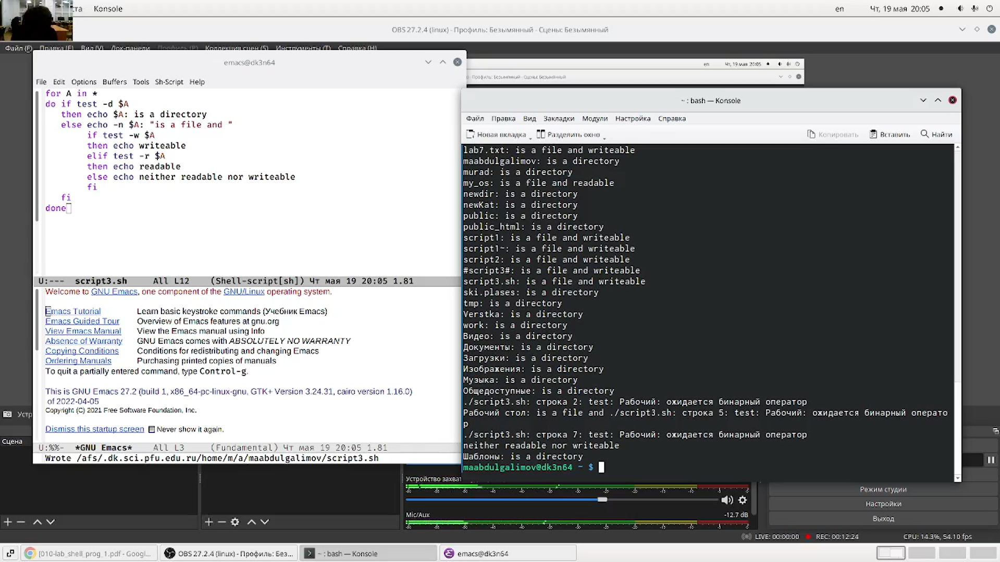 та Konsole
en Чт, 19 мая 20:05
OBS 27.2.4 (linux) - Профиль: Безымянный - Сцены: Безымянный
Файл (F) Правка (E) Вид (V) Док-панели Профиль (P) Коллекция сцен (S) Инструменты (T) Справка (H)
emacs@dk3n64
File Edit Options Buffers Tools Sh-Script Help
for A in *
do if test -d $A
then echo $A: is a directory
else echo -n $A: "is a file and "
if test -w $A
then echo writeable
elif test -r $A
then echo readable
else echo neither readable nor writeable
fi
fi
done
U:--- script3.sh All L12 (Shell-script[sh]) Чт мая 19 20:05 1.81
Welcome to GNU Emacs, one component of the GNU/Linux operating system.
Emacs Tutorial Learn basic keystroke commands (Учебник Emacs)
Emacs Guided Tour Overview of Emacs features at gnu.org
View Emacs Manual View the Emacs manual using Info
Absence of Warranty GNU Emacs comes with ABSOLUTELY NO WARRANTY
Copying Conditions Conditions for redistributing and changing Emacs
Ordering Manuals Purchasing printed copies of manuals
To quit a partially entered command, type Control-g.
This is GNU Emacs 27.2 (build 1, x86_64-pc-linux-gnu, GTK+ Version 3.24.31, cairo version 1.16.0)
of 2022-04-05
Copyright (C) 2021 Free Software Foundation, Inc.
Dismiss this startup screen Never show it again.
U:%%- *GNU Emacs* All L3 (Fundamental) Чт мая 19 20:05 1.81
Wrote /afs/.dk.sci.pfu.edu.ru/home/m/a/maabdulgalimov/script3.sh
en Чт, 19 мая 20:05
- Профиль: Безымянный - Сцены: Безымянный
~ : bash — Konsole
Файл Правка Вид Закладки Модули Настройка Справка
Новая вкладка Разделить окно Копировать Вставить Найти
lab7.txt: is a file and writeable
maabdulgalimov: is a directory
murad: is a directory
my_os: is a file and readable
newdir: is a directory
newKat: is a directory
public: is a directory
public_html: is a directory
script1: is a file and writeable
script1~: is a file and writeable
script2: is a file and writeable
#script3#: is a file and writeable
script3.sh: is a file and writeable
ski.plases: is a directory
tmp: is a directory
Verstka: is a directory
work: is a directory
Видео: is a directory
Документы: is a directory
Загрузки: is a directory
Изображения: is a directory
Музыка: is a directory
Общедоступные: is a directory
./script3.sh: строка 2: test: Рабочий: ожидается бинарный оператор
Рабочий стол: is a file and ./script3.sh: строка 5: test: Рабочий: ожидается бинарный операто
р
./script3.sh: строка 7: test: Рабочий: ожидается бинарный оператор
neither readable nor writeable
Шаблоны: is a directory
maabdulgalimov@dk3n64 ~ $
Устр
Сцена
Устройство захват
Mic/Aux -12.7 dB
Режим студии
Настройки
Выход
LIVE: 00:00:00 REC: 00:12:24 CPU: 14.3%, 54.10 fps
[010-lab_shell_prog_1.pdf - Googl... OBS 27.2.4 (linux) - Профиль: Без... ~ : bash — Konsole emacs@dk3n64